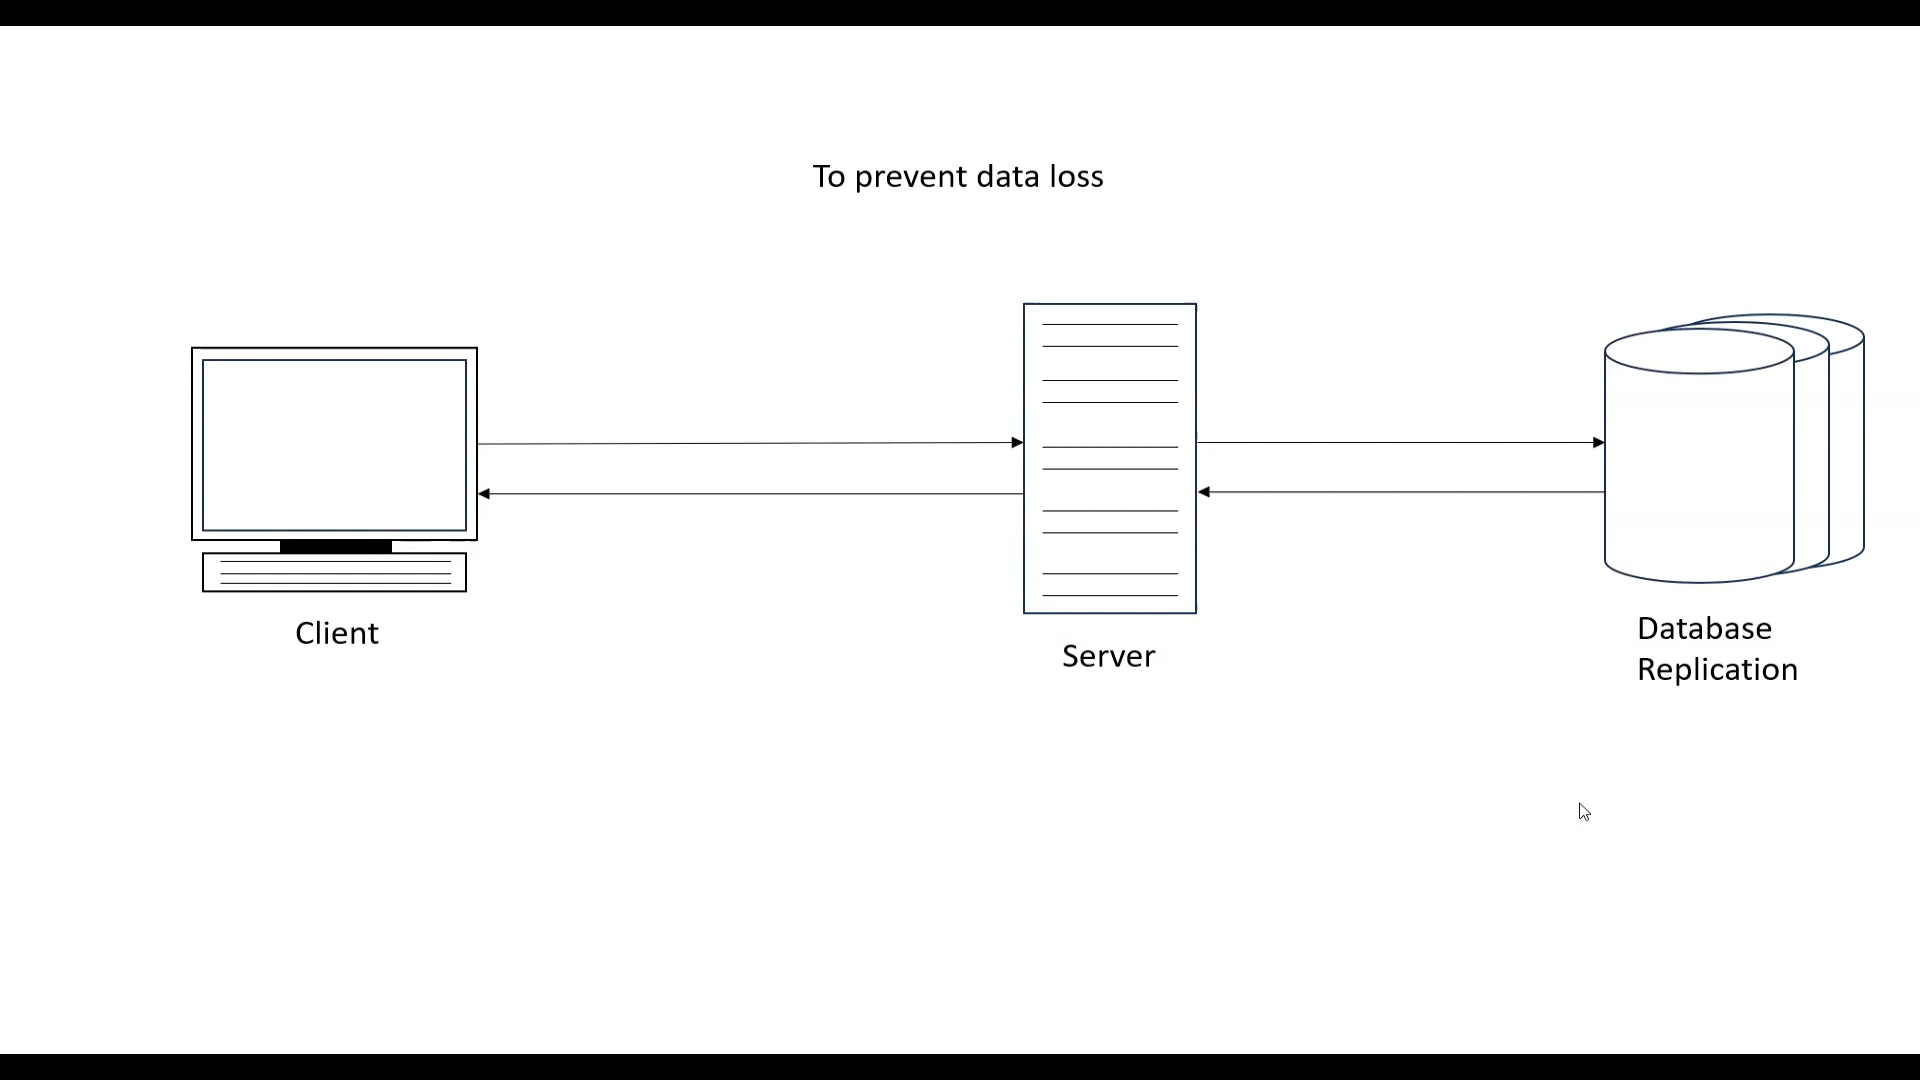 To prevent data loss
Client
Server
Database
Replication